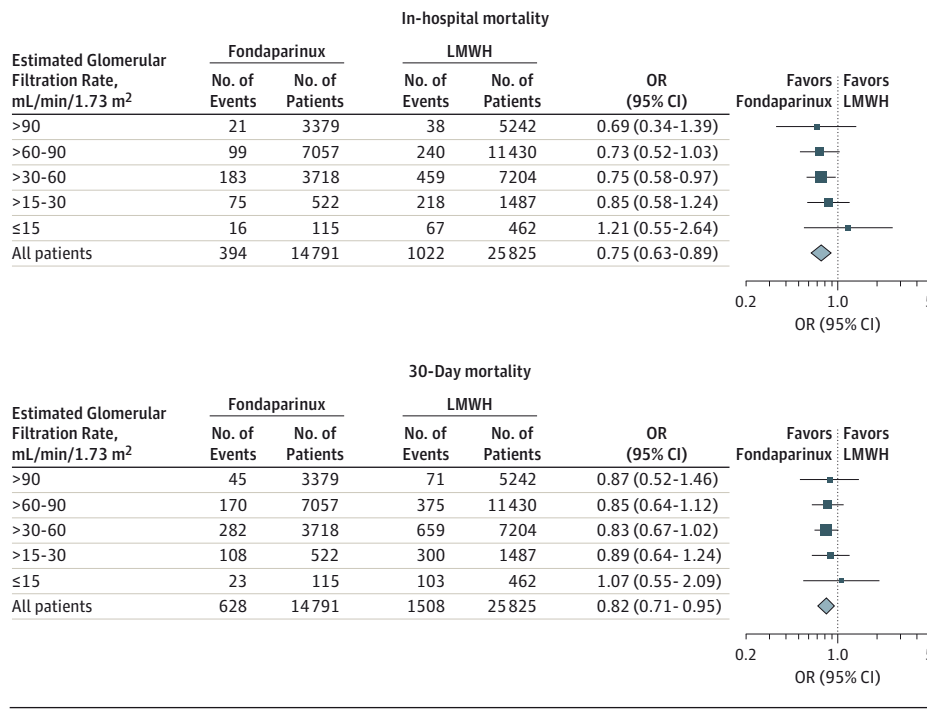 In-hospital mortality
Estimated Glomerular Filtration Rate, mL/min/1.73 m2
Fondaparinux LMWH
No. of Events No. of Patients No. of Events No. of Patients OR (95% CI) Favors Fondaparinux Favors LMWH
>90 21 3379 38 5242 0.69 (0.34-1.39)
>60-90 99 7057 240 11430 0.73 (0.52-1.03)
>30-60 183 3718 459 7204 0.75 (0.58-0.97)
>15-30 75 522 218 1487 0.85 (0.58-1.24)
≤15 16 115 67 462 1.21 (0.55-2.64)
All patients 394 14791 1022 25825 0.75 (0.63-0.89)
0.2 1.0
OR (95% CI)
30-Day mortality
Estimated Glomerular Filtration Rate, mL/min/1.73 m2
Fondaparinux LMWH
No. of Events No. of Patients No. of Events No. of Patients OR (95% CI) Favors Fondaparinux Favors LMWH
>90 45 3379 71 5242 0.87 (0.52-1.46)
>60-90 170 7057 375 11430 0.85 (0.64-1.12)
>30-60 282 3718 659 7204 0.83 (0.67-1.02)
>15-30 108 522 300 1487 0.89 (0.64- 1.24)
≤15 23 115 103 462 1.07 (0.55- 2.09)
All patients 628 14791 1508 25825 0.82 (0.71- 0.95)
0.2 1.0
OR (95% CI)